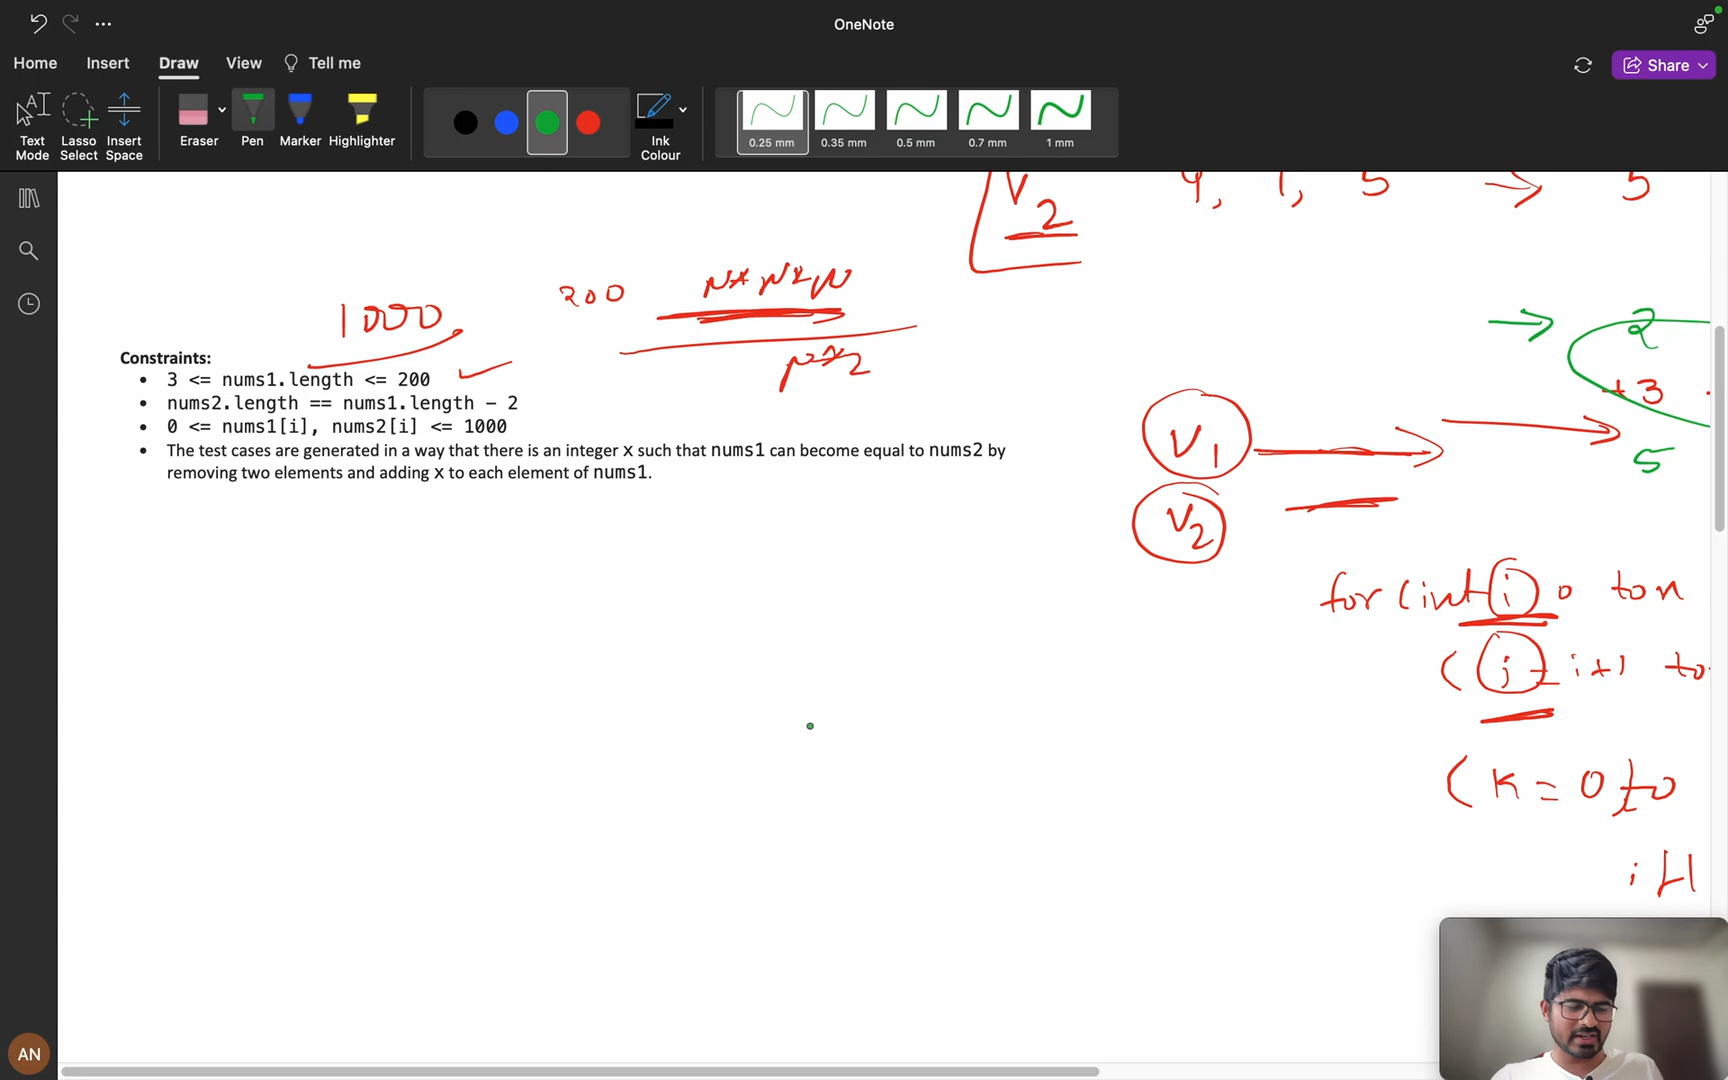 OneNote
Home Insert Draw View Tell me
Share
Text Mode
Lasso Select
Insert Space
Eraser
Pen
Marker
Highlighter
Ink Colour
0.25 mm
0.35 mm
0.5 mm
0.7 mm
1 mm
V2
4, 1, 5 → 5
1000
200
N*N*N
Constraints:
• 3 <= nums1.length <= 200
• nums2.length == nums1.length - 2
• 0 <= nums1[i], nums2[i] <= 1000
• The test cases are generated in a way that there is an integer x such that nums1 can become equal to nums2 by
removing two elements and adding x to each element of nums1.
→ 2
+3
5
V1
V2
for (int i 0 to n
( j = i+1 to
( K = 0 to
AN